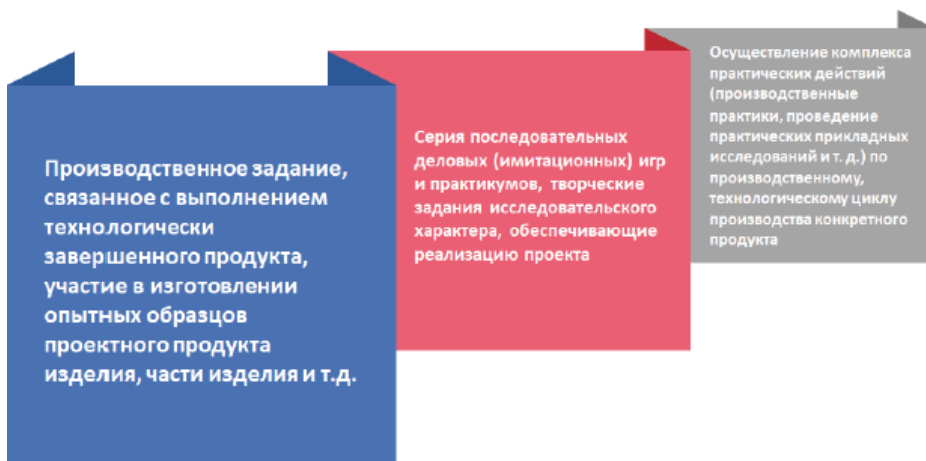 Производственное задание,
связанное с выполнением
технологически
завершенного продукта,
участие в изготовлении
опытных образцов
проектного продукта
изделия, части изделия и т.д.
Серия последовательных
деловых (имитационных) игр
и практикумов, творческие
задания исследовательского
характера, обеспечивающие
реализацию проекта
Осуществление комплекса
практических действий
(производственные
практики, проведение
практических прикладных
исследований и т. д.) по
производственному,
технологическому циклу
производства конкретного
продукта